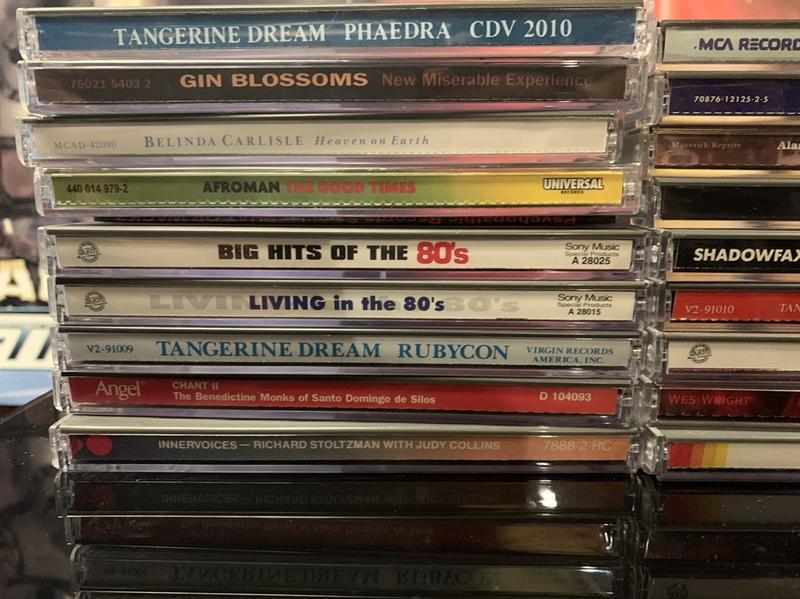 TANGERINE DREAM PHAEDRA CDV 2010
75021 5403 2 GIN BLOSSOMS New Miserable Experience
MCAD-42080 BELINDA CARLISLE Heaven on Earth
440 014 979-2 AFROMAN THE GOOD TIMES UNIVERSAL RECORDS
BIG HITS OF THE 80's Sony Music Special Products A 28025
LIVING in the 80's Sony Music Special Products A 28015
V2-91009 TANGERINE DREAM RUBYCON VIRGIN RECORDS AMERICA, INC.
Angel CHANT II The Benedictine Monks of Santo Domingo de Silos D 104093
INNERVOICES — RICHARD STOLTZMAN WITH JUDY COLLINS 7888-2-RC
MCA RECORD
70876-12125-2-5
Maverick Reprise Alan
SHADOWFAX
V2-91010 TAN
WES WRIGHT